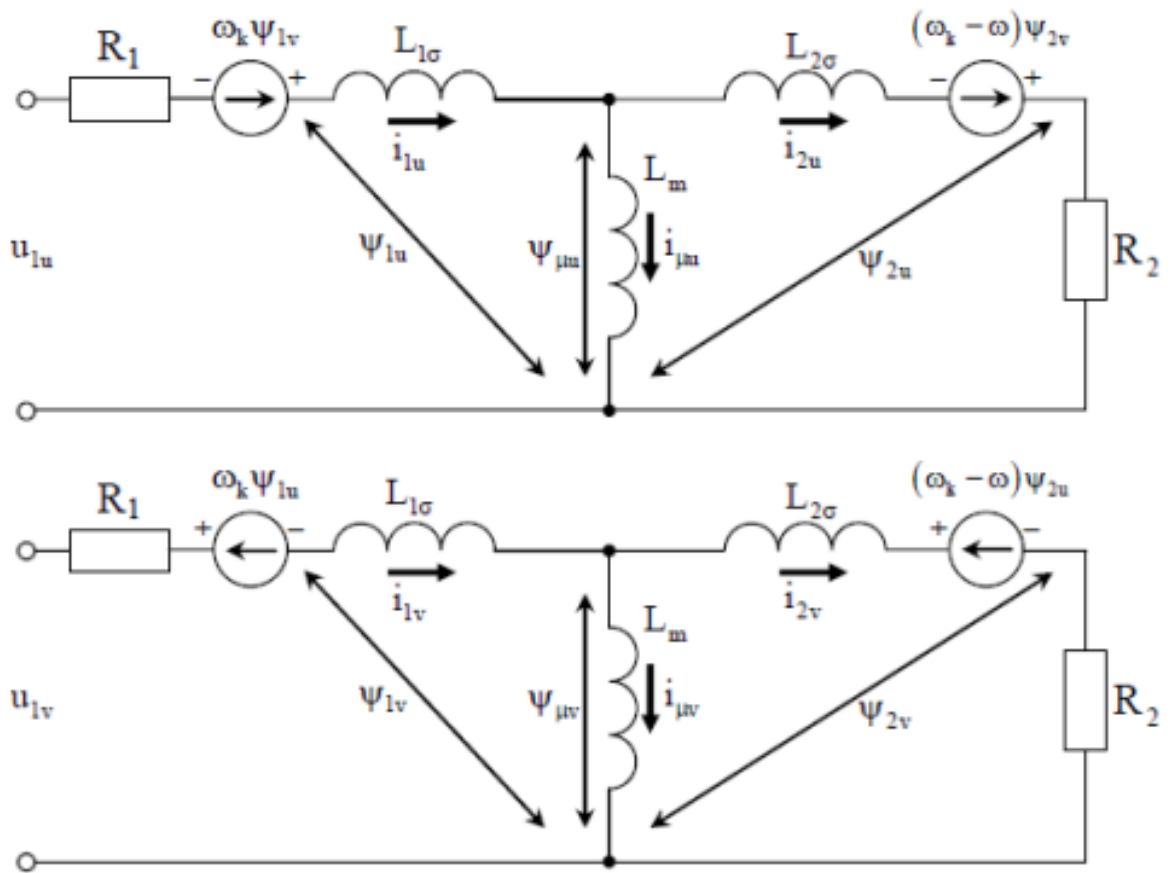 R₁ ωₖψ₁ᵥ L₁σ L₂σ (ωₖ − ω)ψ₂ᵥ
− + − +
i₁ᵤ i₂ᵤ
Lₘ
u₁ᵤ ψ₁ᵤ ψμᵤ iμᵤ ψ₂ᵤ R₂
R₁ ωₖψ₁ᵤ L₁σ L₂σ (ωₖ − ω)ψ₂ᵤ
+ − + −
i₁ᵥ i₂ᵥ
Lₘ
u₁ᵥ ψ₁ᵥ ψμᵥ iμᵥ ψ₂ᵥ R₂